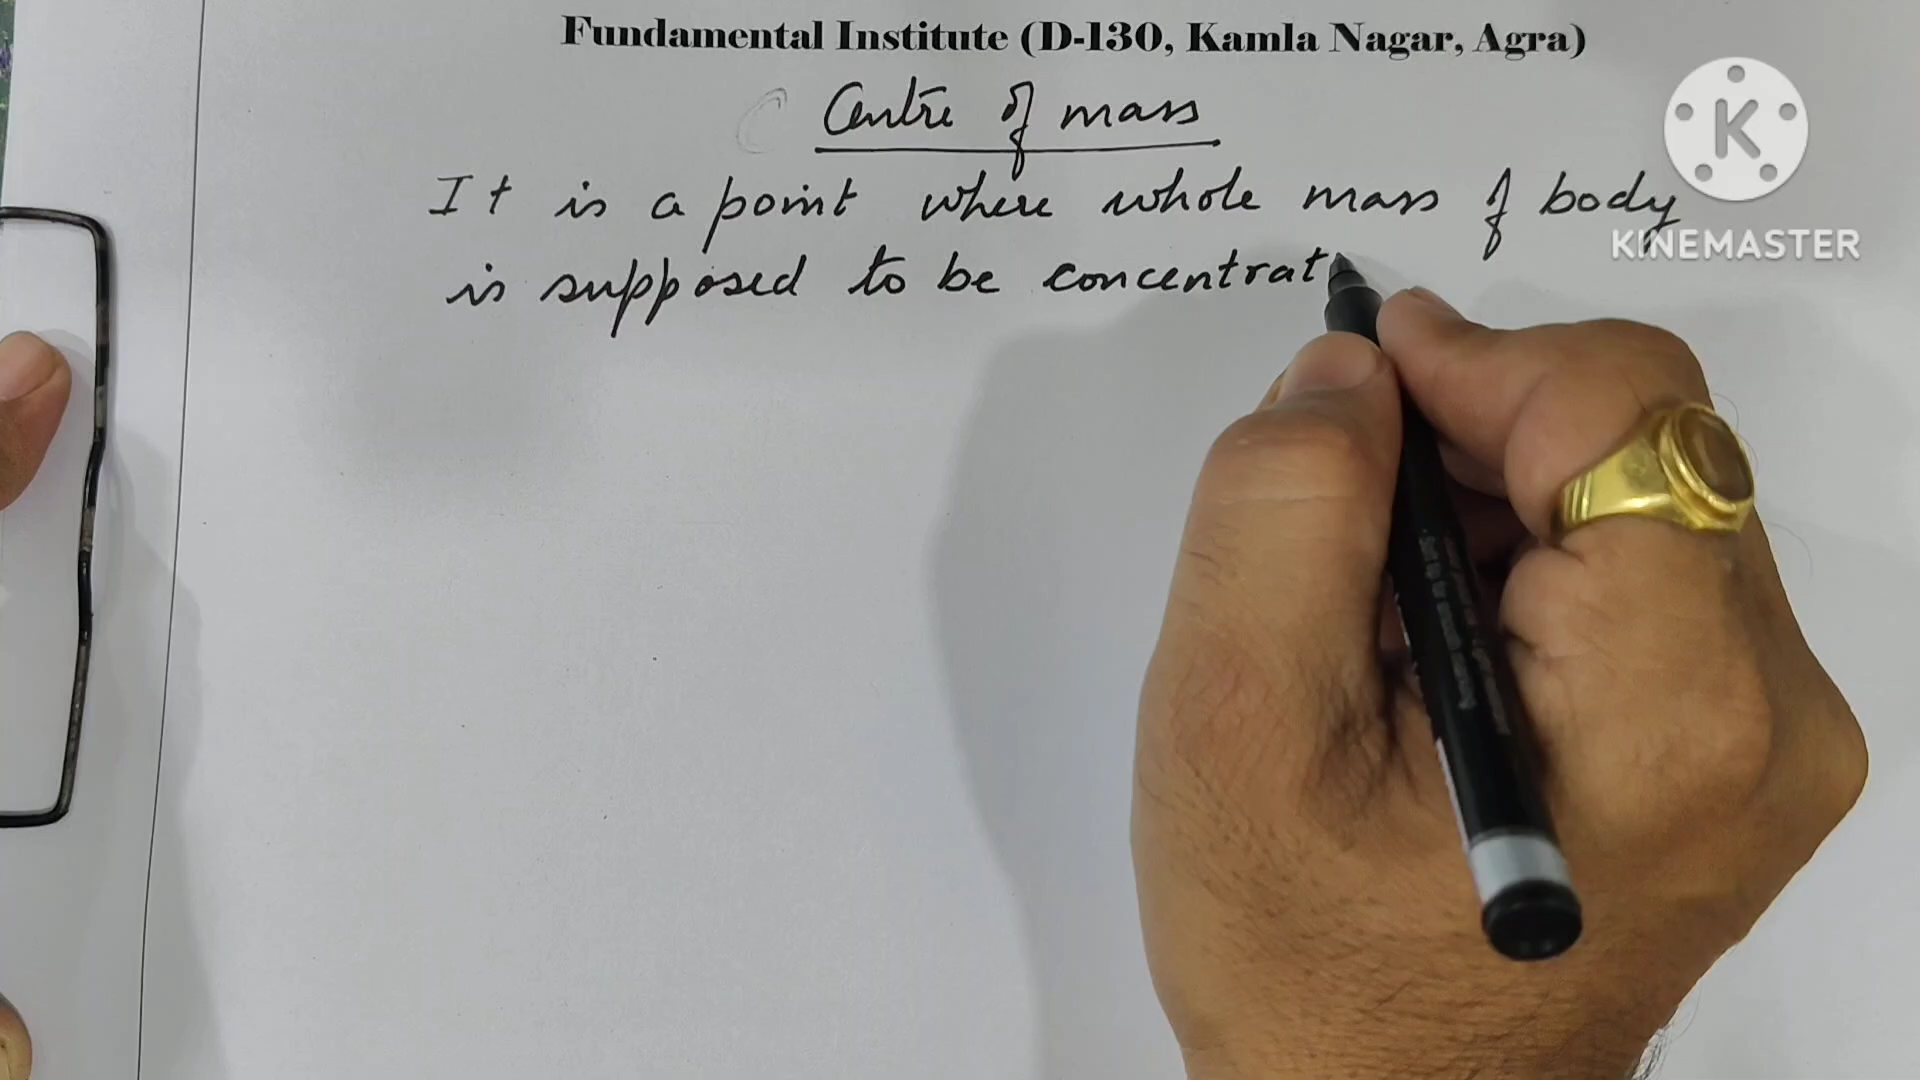 Fundamental Institute (D-130, Kamla Nagar, Agra)
Centre of mass
It is a point where whole mass of body
is supposed to be concentrat
K
KINEMASTER